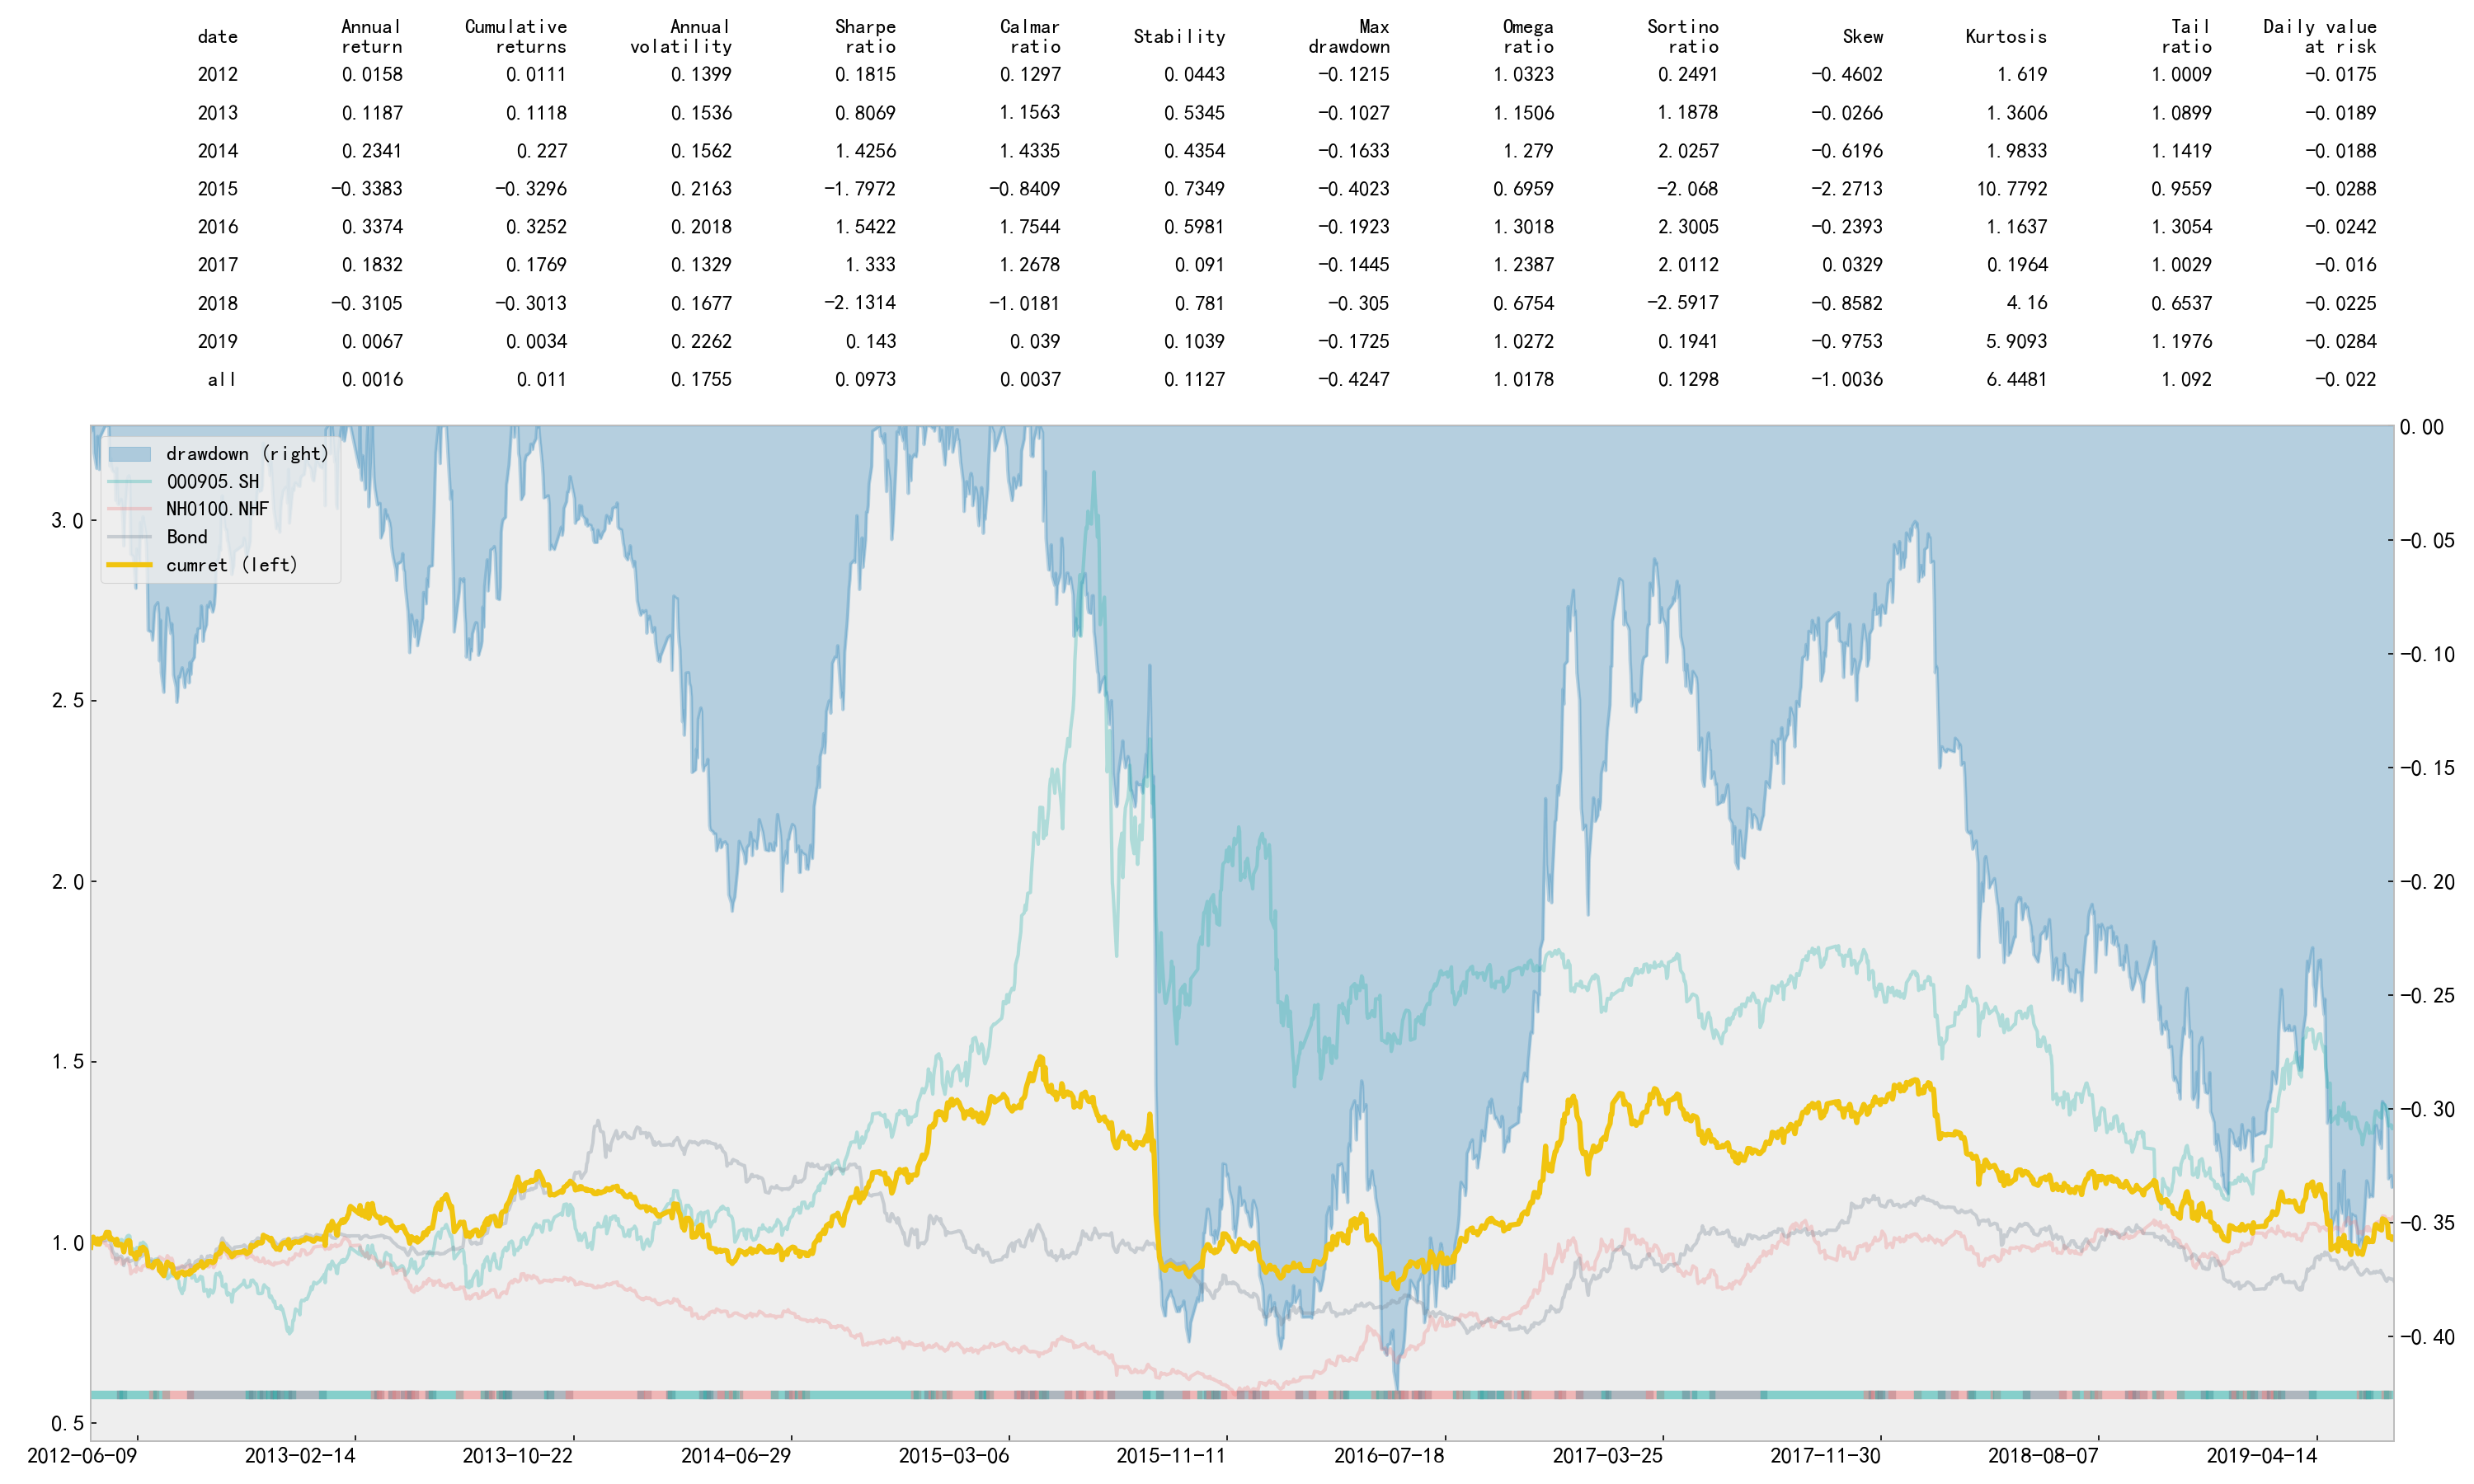 date Annual return Cumulative returns Annual volatility Sharpe ratio Calmar ratio Stability Max drawdown Omega ratio Sortino ratio Skew Kurtosis Tail ratio Daily value at risk
2012 0.0158 0.0111 0.1399 0.1815 0.1297 0.0443 −0.1215 1.0323 0.2491 −0.4602 1.619 1.0009 −0.0175
2013 0.1187 0.1118 0.1536 0.8069 1.1563 0.5345 −0.1027 1.1506 1.1878 −0.0266 1.3606 1.0899 −0.0189
2014 0.2341 0.227 0.1562 1.4256 1.4335 0.4354 −0.1633 1.279 2.0257 −0.6196 1.9833 1.1419 −0.0188
2015 −0.3383 −0.3296 0.2163 −1.7972 −0.8409 0.7349 −0.4023 0.6959 −2.068 −2.2713 10.7792 0.9559 −0.0288
2016 0.3374 0.3252 0.2018 1.5422 1.7544 0.5981 −0.1923 1.3018 2.3005 −0.2393 1.1637 1.3054 −0.0242
2017 0.1832 0.1769 0.1329 1.333 1.2678 0.091 −0.1445 1.2387 2.0112 0.0329 0.1964 1.0029 −0.016
2018 −0.3105 −0.3013 0.1677 −2.1314 −1.0181 0.781 −0.305 0.6754 −2.5917 −0.8582 4.16 0.6537 −0.0225
2019 0.0067 0.0034 0.2262 0.143 0.039 0.1039 −0.1725 1.0272 0.1941 −0.9753 5.9093 1.1976 −0.0284
all 0.0016 0.011 0.1755 0.0973 0.0037 0.1127 −0.4247 1.0178 0.1298 −1.0036 6.4481 1.092 −0.022
drawdown (right)
000905.SH
NH0100.NHF
Bond
cumret (left)
3.0
2.5
2.0
1.5
1.0
0.5
0.00
−0.05
−0.10
−0.15
−0.20
−0.25
−0.30
−0.35
−0.40
2012-06-09 2013-02-14 2013-10-22 2014-06-29 2015-03-06 2015-11-11 2016-07-18 2017-03-25 2017-11-30 2018-08-07 2019-04-14